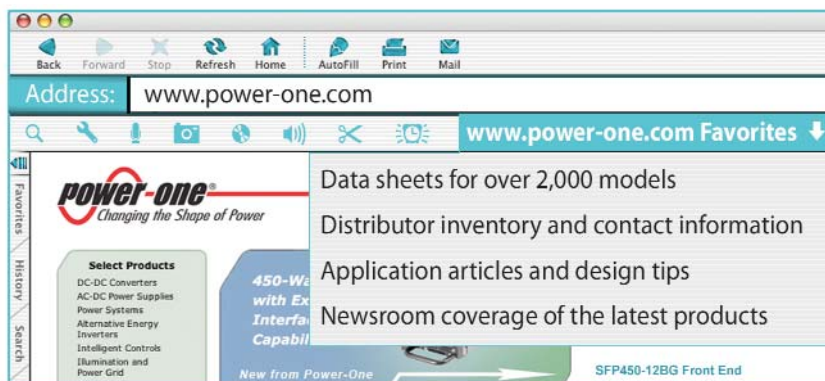 Back Forward Stop Refresh Home AutoFill Print Mail
Address: www.power-one.com
www.power-one.com Favorites
Favorites
History
Search
power-one®
Changing the Shape of Power
Data sheets for over 2,000 models
Distributor inventory and contact information
Application articles and design tips
Newsroom coverage of the latest products
Select Products
DC-DC Converters
AC-DC Power Supplies
Power Systems
Alternative Energy
Inverters
Intelligent Controls
Illumination and
Power Grid
with
New from Power-One
SFP450-12BG Front End